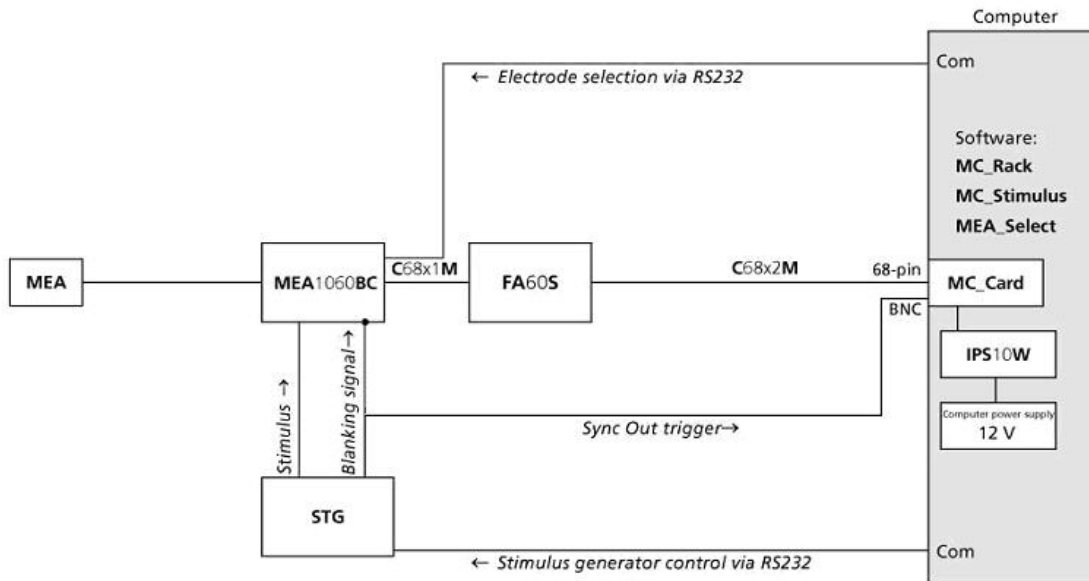 Computer
Com
← Electrode selection via RS232
Software:
MC_Rack
MC_Stimulus
MEA_Select
MEA
MEA1060BC
C68x1M
FA60S
C68x2M
68-pin
MC_Card
BNC
IPS10W
Stimulus →
Blanking signal→
Sync Out trigger→
Computer power supply
12 V
STG
← Stimulus generator control via RS232
Com